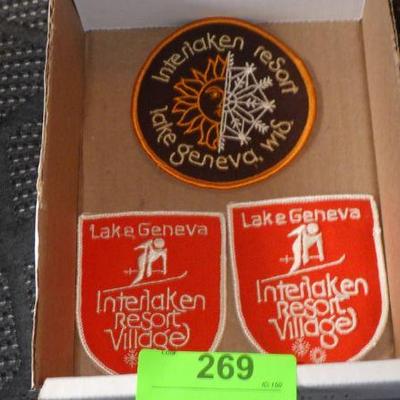 Interlaken resort
lake geneva, wis.
Lake Geneva
Interlaken
Resort
Village
Lake Geneva
Interlaken
Resort
Village
269